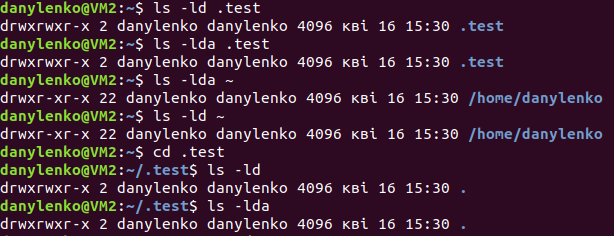 danylenko@VM2:~$ ls -ld .test
drwxrwxr-x 2 danylenko danylenko 4096 кві 16 15:30 .test
danylenko@VM2:~$ ls -lda .test
drwxrwxr-x 2 danylenko danylenko 4096 кві 16 15:30 .test
danylenko@VM2:~$ ls -lda ~
drwxr-xr-x 22 danylenko danylenko 4096 кві 16 15:30 /home/danylenko
danylenko@VM2:~$ ls -ld ~
drwxr-xr-x 22 danylenko danylenko 4096 кві 16 15:30 /home/danylenko
danylenko@VM2:~$ cd .test
danylenko@VM2:~/.test$ ls -ld
drwxrwxr-x 2 danylenko danylenko 4096 кві 16 15:30 .
danylenko@VM2:~/.test$ ls -lda
drwxrwxr-x 2 danylenko danylenko 4096 кві 16 15:30 .